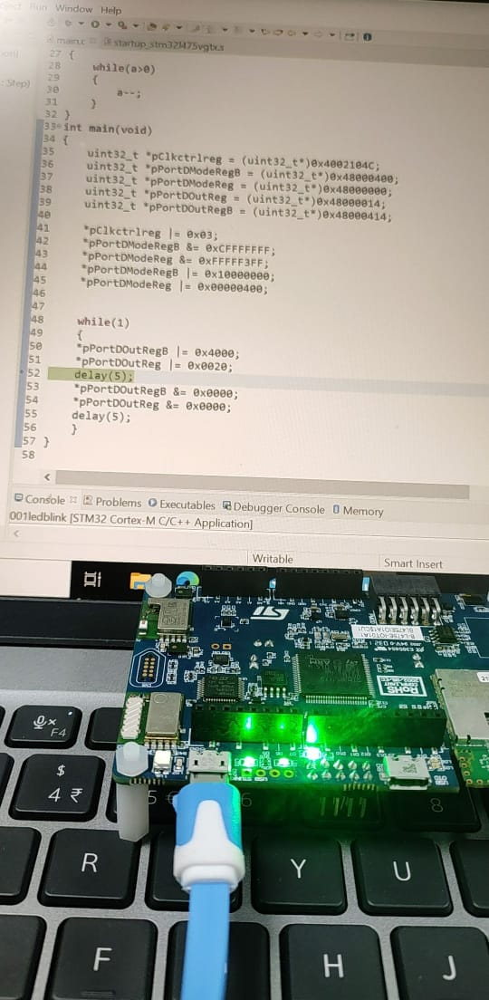 Run Window Help
main.c startup_stm32l475vgtx.s
27 {
28 while(a>0)
29 {
30 a--;
31 }
32 }
33 int main(void)
34 {
35 uint32_t *pClkctrlreg = (uint32_t*)0x4002104C;
36 uint32_t *pPortDModeRegB = (uint32_t*)0x48000400;
37 uint32_t *pPortDModeReg = (uint32_t*)0x48000000;
38 uint32_t *pPortDOutReg = (uint32_t*)0x48000014;
39 uint32_t *pPortDOutRegB = (uint32_t*)0x48000414;
40
41 *pClkctrlreg |= 0x03;
42 *pPortDModeRegB &= 0xCFFFFFFF;
43 *pPortDModeReg &= 0xFFFFF3FF;
44 *pPortDModeRegB |= 0x10000000;
45 *pPortDModeReg |= 0x00000400;
46
47
48 while(1)
49 {
50 *pPortDOutRegB |= 0x4000;
51 *pPortDOutReg |= 0x0020;
52 delay(5);
53 *pPortDOutRegB &= 0x0000;
54 *pPortDOutReg &= 0x0000;
55 delay(5);
56 }
57 }
58
Console Problems Executables Debugger Console Memory
001ledblink [STM32 Cortex-M C/C++ Application]
Writable Smart Insert
ST
RoHS
F4
$
4 ₹
5
6
8
R
Y
U
F
H
J